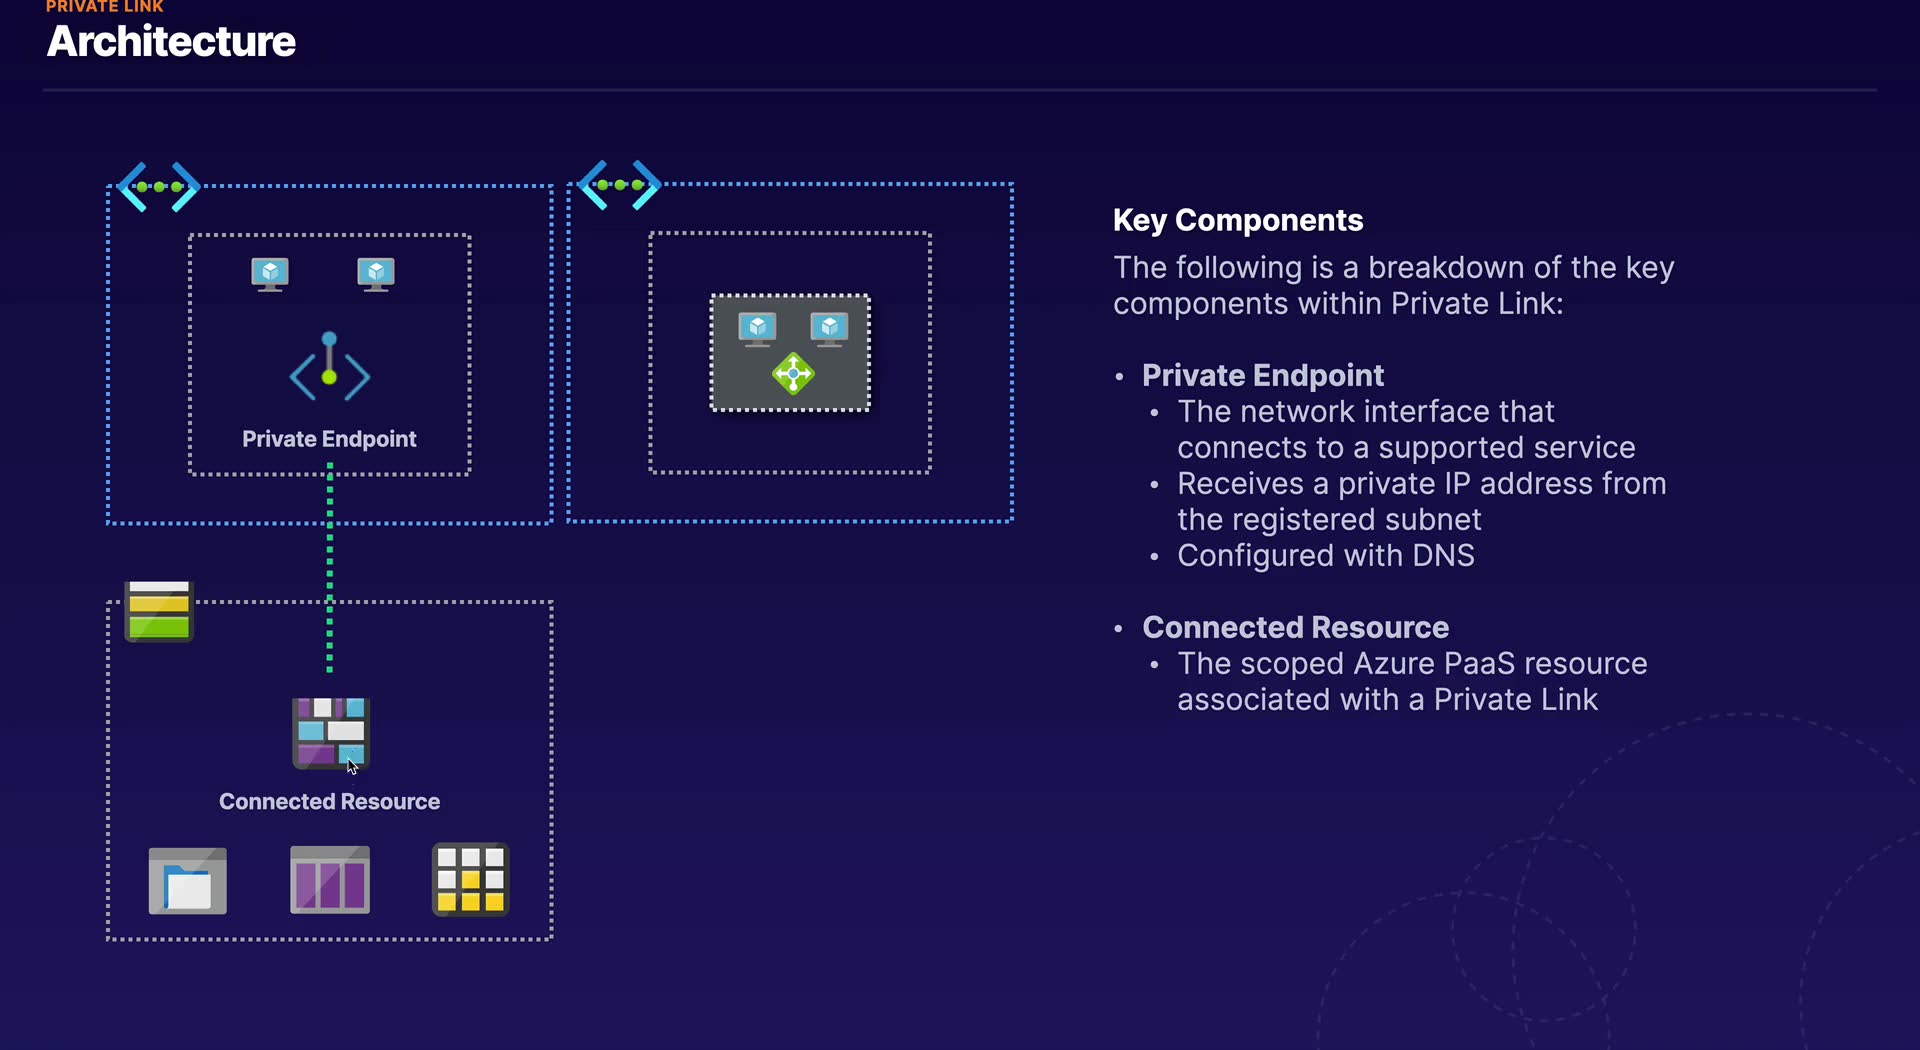 PRIVATE LINK
Architecture
Private Endpoint
Connected Resource
Key Components
The following is a breakdown of the key
components within Private Link:
• Private Endpoint
• The network interface that
connects to a supported service
• Receives a private IP address from
the registered subnet
• Configured with DNS
• Connected Resource
• The scoped Azure PaaS resource
associated with a Private Link